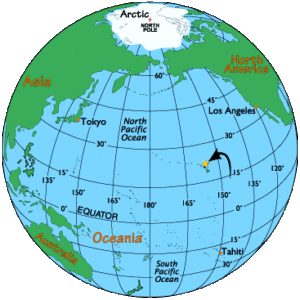 Arctic
NORTH
POLE
North
America
Asia
60°
45°
Los Angeles
Tokyo
North
Pacific
Ocean
30°
30°
15°
120°
135°
15°
150°
165°
180°
165°
150°
135°
0°
EQUATOR
0°
Oceania
Australia
Tahiti
15°
South
Pacific
Ocean